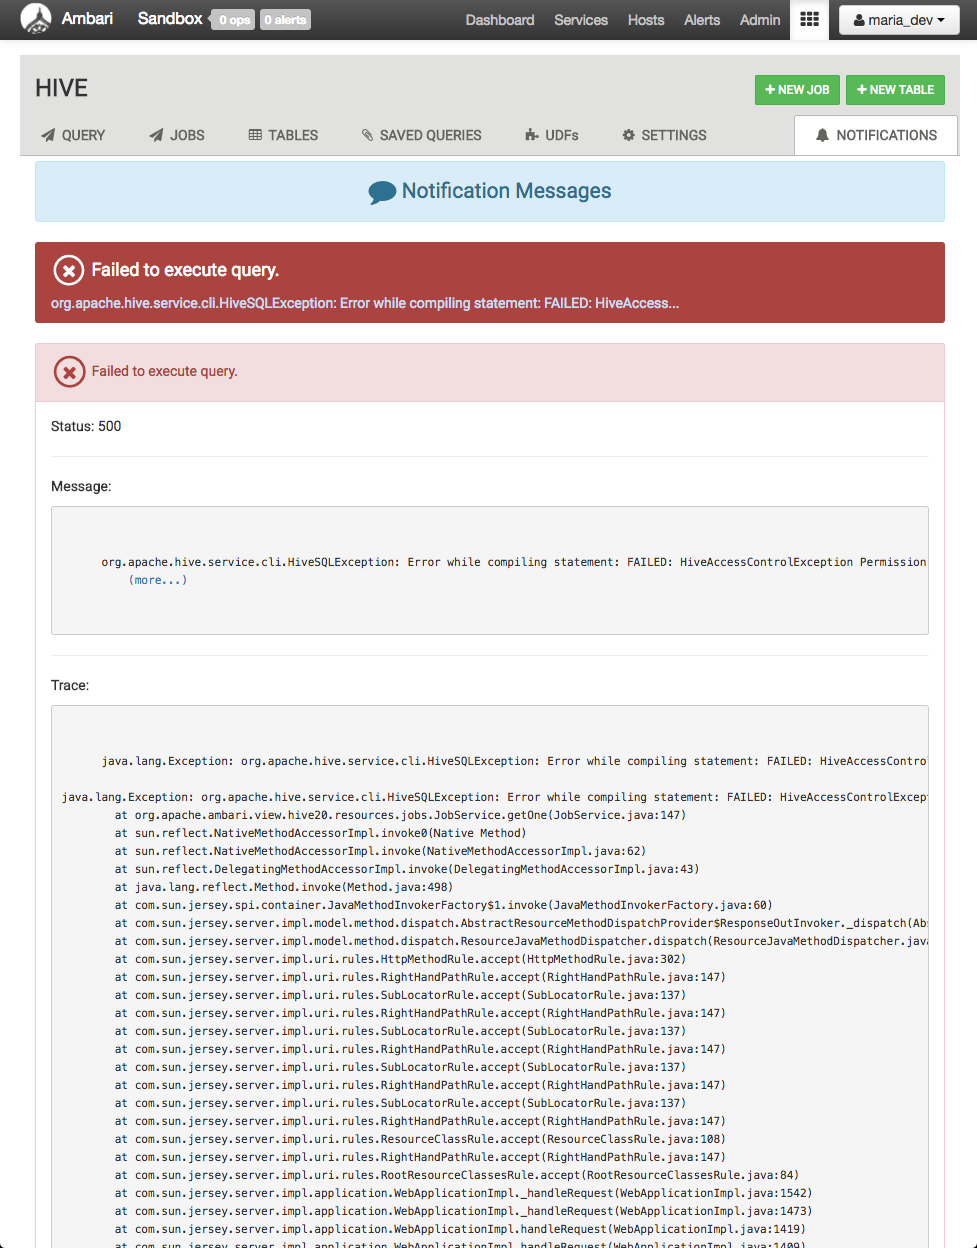 Ambari Sandbox 0 ops 0 alerts Dashboard Services Hosts Alerts Admin maria_dev
HIVE
+ NEW JOB + NEW TABLE
QUERY JOBS TABLES SAVED QUERIES UDFs SETTINGS NOTIFICATIONS
Notification Messages
Failed to execute query.
org.apache.hive.service.cli.HiveSQLException: Error while compiling statement: FAILED: HiveAccess...
Failed to execute query.
Status: 500
Message:
org.apache.hive.service.cli.HiveSQLException: Error while compiling statement: FAILED: HiveAccessControlException Permission
(more...)
Trace:
java.lang.Exception: org.apache.hive.service.cli.HiveSQLException: Error while compiling statement: FAILED: HiveAccessContro
java.lang.Exception: org.apache.hive.service.cli.HiveSQLException: Error while compiling statement: FAILED: HiveAccessControlExcept
at org.apache.ambari.view.hive20.resources.jobs.JobService.getOne(JobService.java:147)
at sun.reflect.NativeMethodAccessorImpl.invoke0(Native Method)
at sun.reflect.NativeMethodAccessorImpl.invoke(NativeMethodAccessorImpl.java:62)
at sun.reflect.DelegatingMethodAccessorImpl.invoke(DelegatingMethodAccessorImpl.java:43)
at java.lang.reflect.Method.invoke(Method.java:498)
at com.sun.jersey.spi.container.JavaMethodInvokerFactory$1.invoke(JavaMethodInvokerFactory.java:60)
at com.sun.jersey.server.impl.model.method.dispatch.AbstractResourceMethodDispatchProvider$ResponseOutInvoker._dispatch(Abs
at com.sun.jersey.server.impl.model.method.dispatch.ResourceJavaMethodDispatcher.dispatch(ResourceJavaMethodDispatcher.java
at com.sun.jersey.server.impl.uri.rules.HttpMethodRule.accept(HttpMethodRule.java:302)
at com.sun.jersey.server.impl.uri.rules.RightHandPathRule.accept(RightHandPathRule.java:147)
at com.sun.jersey.server.impl.uri.rules.SubLocatorRule.accept(SubLocatorRule.java:137)
at com.sun.jersey.server.impl.uri.rules.RightHandPathRule.accept(RightHandPathRule.java:147)
at com.sun.jersey.server.impl.uri.rules.SubLocatorRule.accept(SubLocatorRule.java:137)
at com.sun.jersey.server.impl.uri.rules.RightHandPathRule.accept(RightHandPathRule.java:147)
at com.sun.jersey.server.impl.uri.rules.SubLocatorRule.accept(SubLocatorRule.java:137)
at com.sun.jersey.server.impl.uri.rules.RightHandPathRule.accept(RightHandPathRule.java:147)
at com.sun.jersey.server.impl.uri.rules.SubLocatorRule.accept(SubLocatorRule.java:137)
at com.sun.jersey.server.impl.uri.rules.RightHandPathRule.accept(RightHandPathRule.java:147)
at com.sun.jersey.server.impl.uri.rules.ResourceClassRule.accept(ResourceClassRule.java:108)
at com.sun.jersey.server.impl.uri.rules.RightHandPathRule.accept(RightHandPathRule.java:147)
at com.sun.jersey.server.impl.uri.rules.RootResourceClassesRule.accept(RootResourceClassesRule.java:84)
at com.sun.jersey.server.impl.application.WebApplicationImpl._handleRequest(WebApplicationImpl.java:1542)
at com.sun.jersey.server.impl.application.WebApplicationImpl._handleRequest(WebApplicationImpl.java:1473)
at com.sun.jersey.server.impl.application.WebApplicationImpl.handleRequest(WebApplicationImpl.java:1419)
at com.sun.jersey.server.impl.application.WebApplicationImpl.handleRequest(WebApplicationImpl.java:1409)